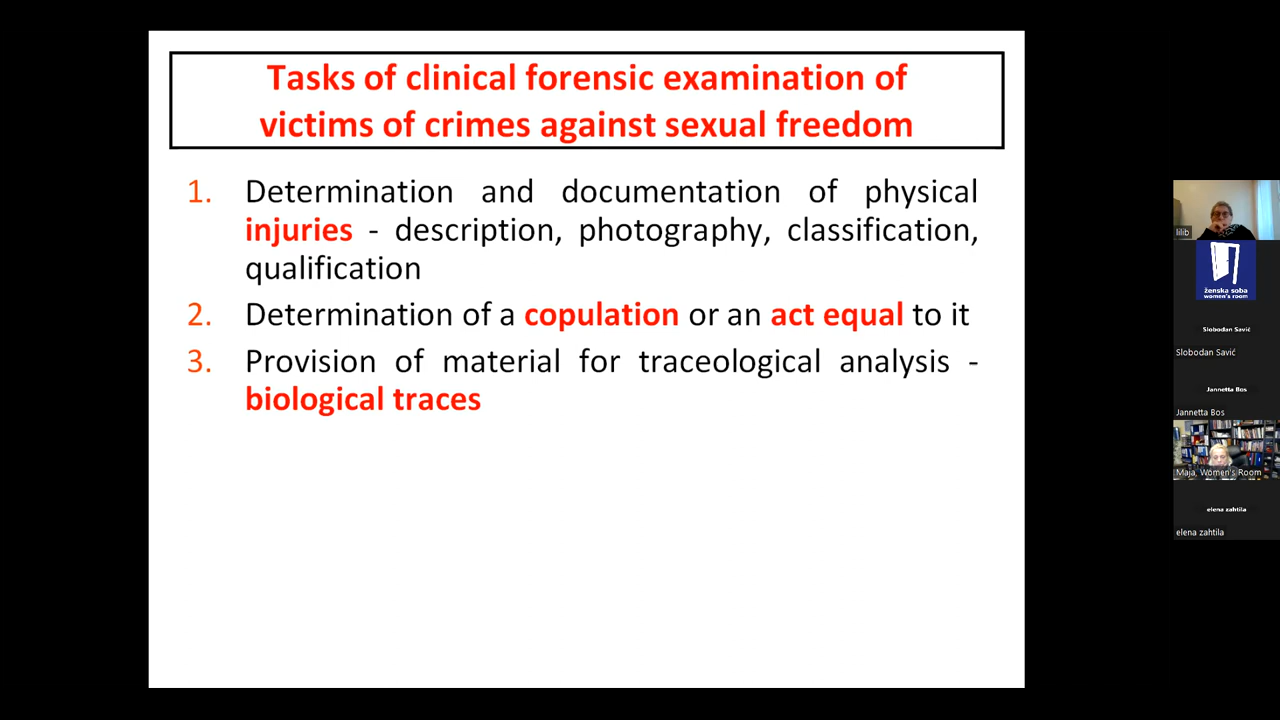 Tasks of clinical forensic examination of
victims of crimes against sexual freedom
1. Determination and documentation of physical
injuries - description, photography, classification,
qualification
2. Determination of a copulation or an act equal to it
3. Provision of material for traceological analysis -
biological traces
lilib
ženska soba
women's room
Slobodan Savić
Slobodan Savić
Jannetta Bos
Jannetta Bos
Maja, Women's Room
elena zahtila
elena zahtila